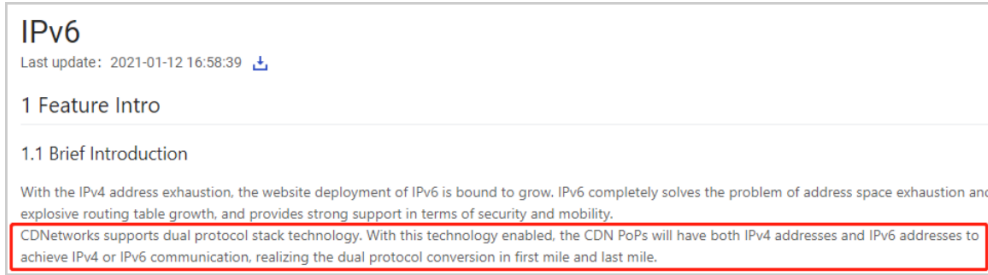 IPv6
Last update：2021-01-12 16:58:39
1 Feature Intro
1.1 Brief Introduction
With the IPv4 address exhaustion, the website deployment of IPv6 is bound to grow. IPv6 completely solves the problem of address space exhaustion and
explosive routing table growth, and provides strong support in terms of security and mobility.
CDNetworks supports dual protocol stack technology. With this technology enabled, the CDN PoPs will have both IPv4 addresses and IPv6 addresses to
achieve IPv4 or IPv6 communication, realizing the dual protocol conversion in first mile and last mile.